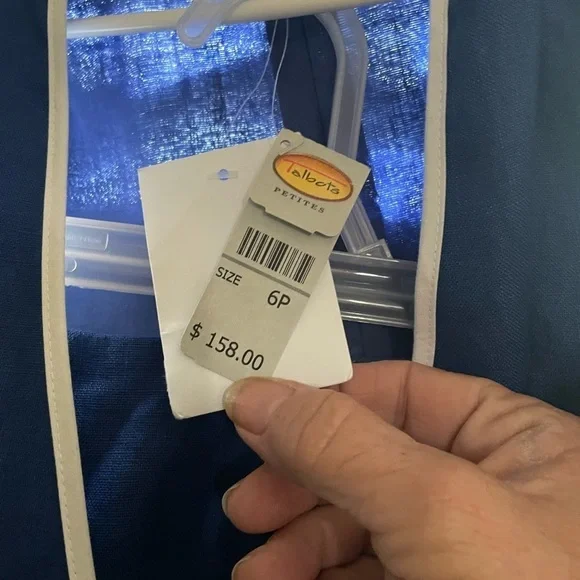 Talbots
PETITES
SIZE 6P
$ 158.00